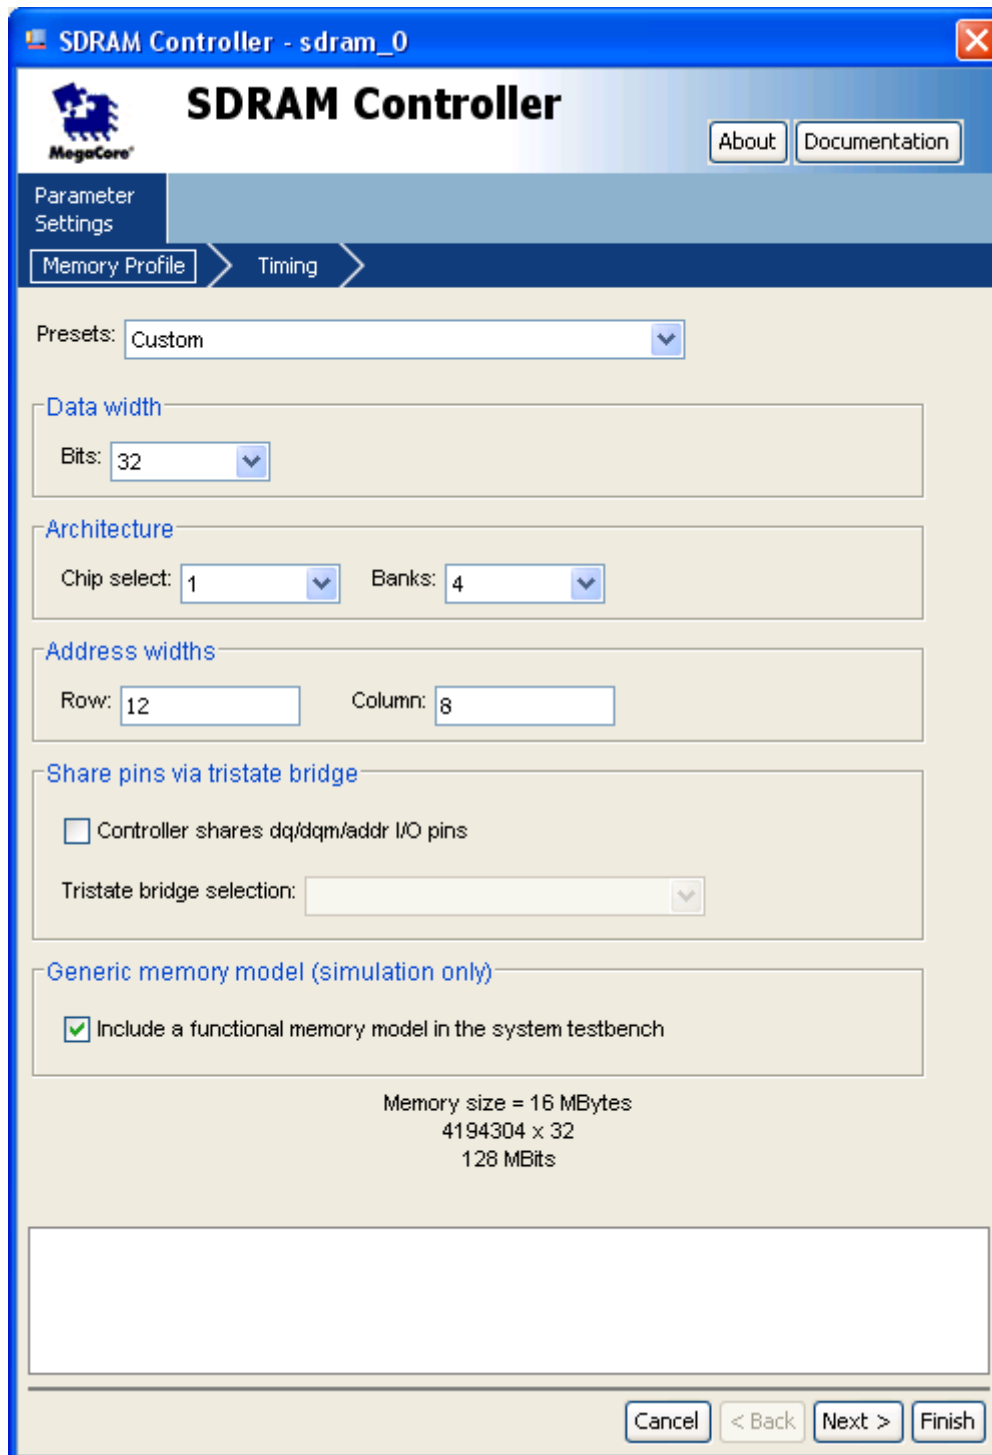 SDRAM Controller - sdram_0
SDRAM Controller
MegaCore®
About
Documentation
Parameter
Settings
Memory Profile
Timing
Presets: Custom
Data width
Bits: 32
Architecture
Chip select: 1 Banks: 4
Address widths
Row: 12 Column: 8
Share pins via tristate bridge
Controller shares dq/dqm/addr I/O pins
Tristate bridge selection:
Generic memory model (simulation only)
Include a functional memory model in the system testbench
Memory size = 16 MBytes
4194304 x 32
128 MBits
Cancel < Back Next > Finish